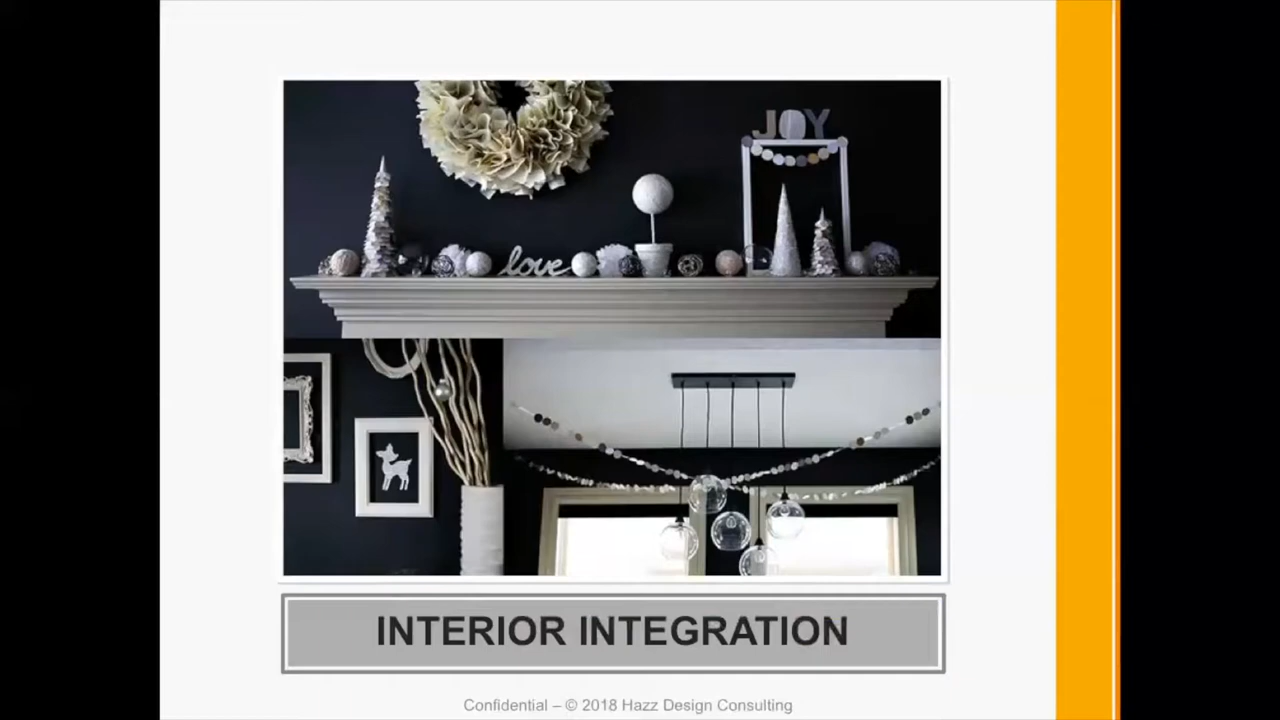 JOY
love
INTERIOR INTEGRATION
Confidential – © 2018 Hazz Design Consulting